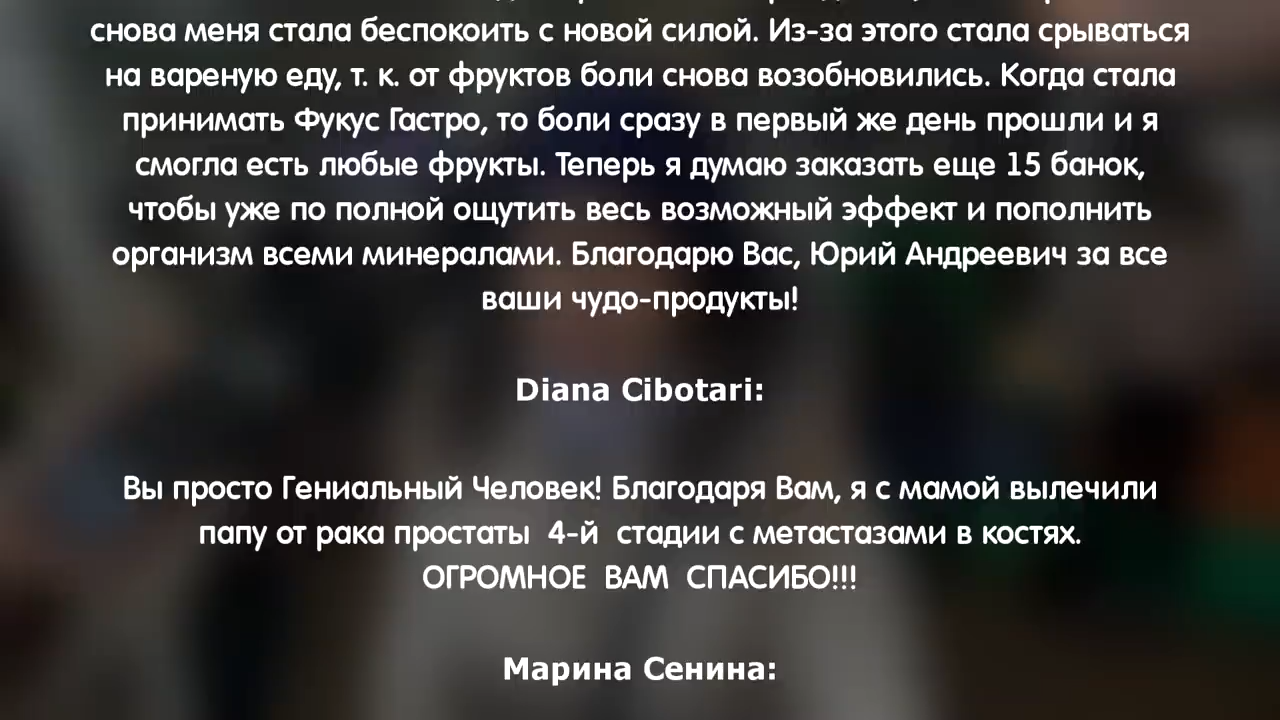 снова меня стала беспокоить с новой силой. Из-за этого стала срываться
на вареную еду, т. к. от фруктов боли снова возобновились. Когда стала
принимать Фукус Гастро, то боли сразу в первый же день прошли и я
смогла есть любые фрукты. Теперь я думаю заказать еще 15 банок,
чтобы уже по полной ощутить весь возможный эффект и пополнить
организм всеми минералами. Благодарю Вас, Юрий Андреевич за все
ваши чудо-продукты!
Diana Cibotari:
Вы просто Гениальный Человек! Благодаря Вам, я с мамой вылечили
папу от рака простаты 4-й стадии с метастазами в костях.
ОГРОМНОЕ ВАМ СПАСИБО!!!
Марина Сенина: